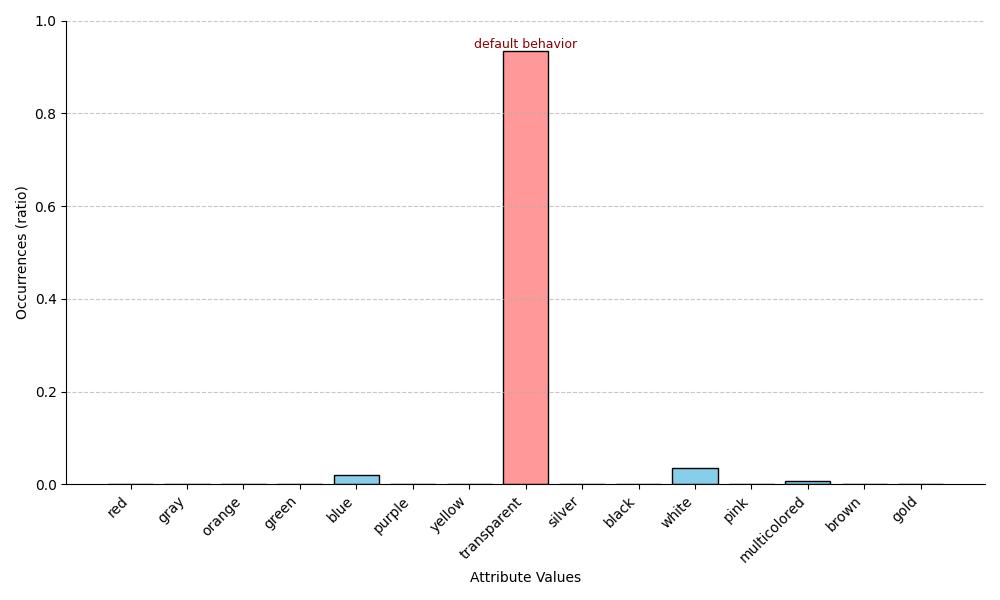 1.0
0.8
0.6
0.4
0.2
0.0
Occurrences (ratio)
default behavior
red
gray
orange
green
blue
purple
yellow
transparent
silver
black
white
pink
multicolored
brown
gold
Attribute Values